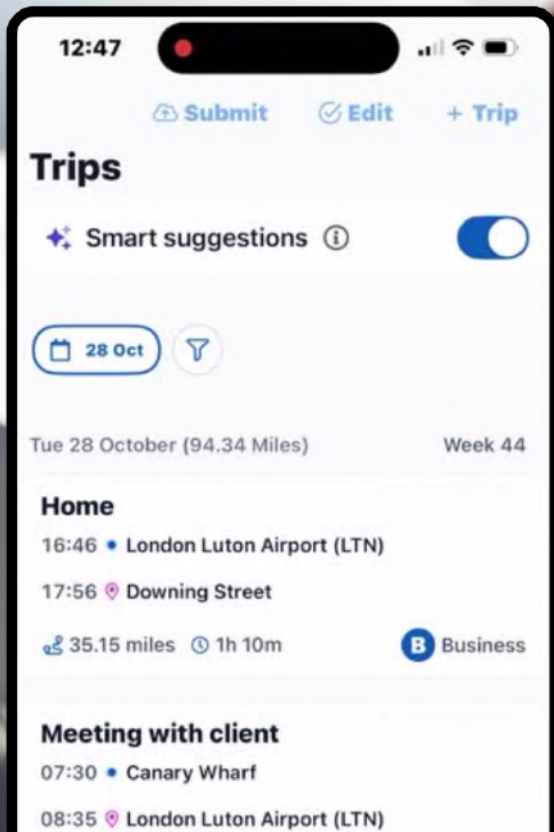 12:47
Submit Edit + Trip
Trips
Smart suggestions
28 Oct
Tue 28 October (94.34 Miles) Week 44
Home
16:46 London Luton Airport (LTN)
17:56 Downing Street
35.15 miles 1h 10m B Business
Meeting with client
07:30 Canary Wharf
08:35 London Luton Airport (LTN)